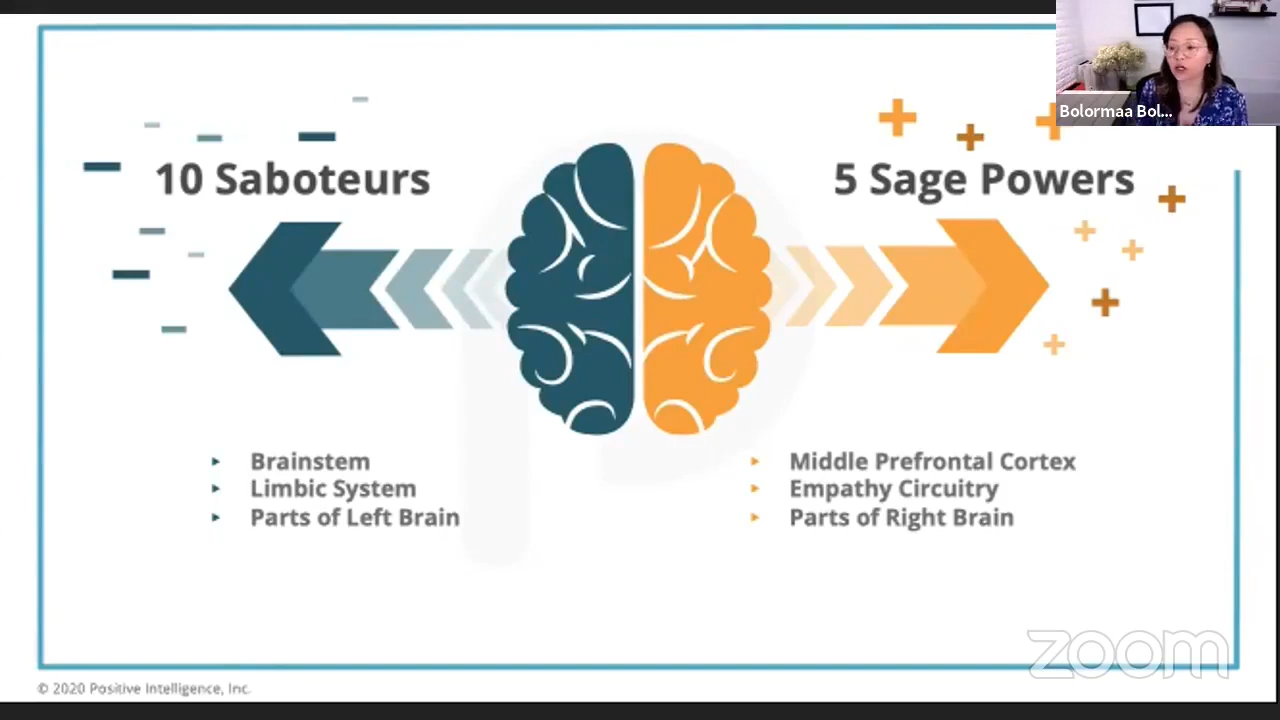 Bolormaa Bol...
10 Saboteurs
5 Sage Powers
Brainstem
Limbic System
Parts of Left Brain
Middle Prefrontal Cortex
Empathy Circuitry
Parts of Right Brain
zoom
© 2020 Positive Intelligence, Inc.